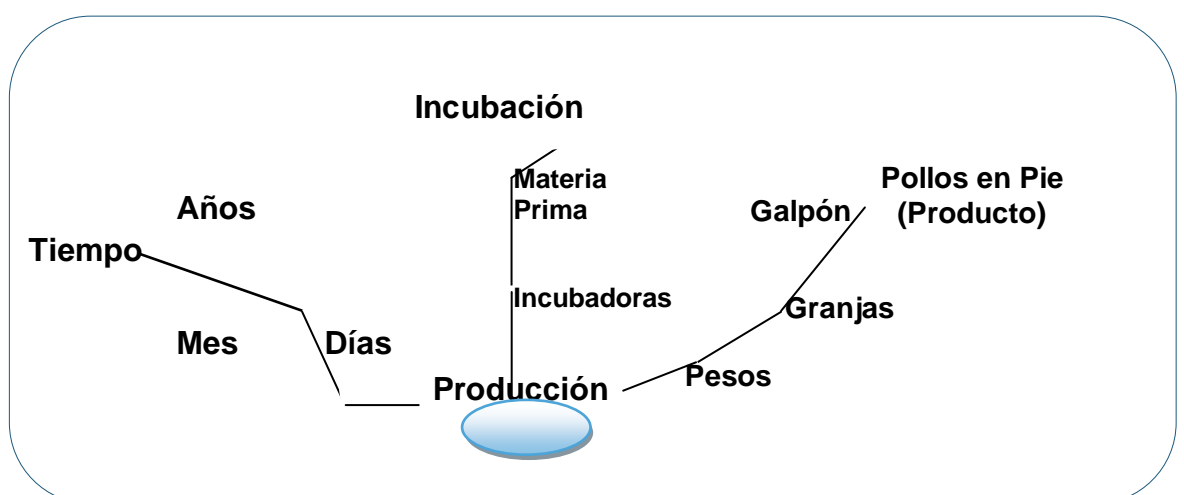 Incubación
Materia
Prima
Pollos en Pie
(Producto)
Años
Galpón
Tiempo
Incubadoras
Granjas
Mes
Días
Pesos
Producción